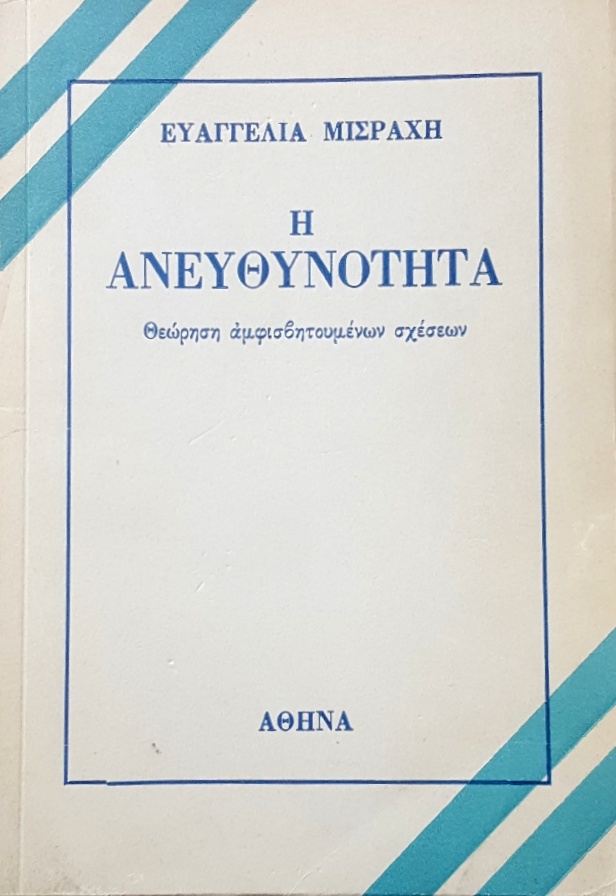 ΕΥΑΓΓΕΛΙΑ ΜΙΣΡΑΧΗ
Η
ΑΝΕΥΘΥΝΟΤΗΤΑ
Θεώρηση ἀμφισβητουμένων σχέσεων
ΑΘΗΝΑ